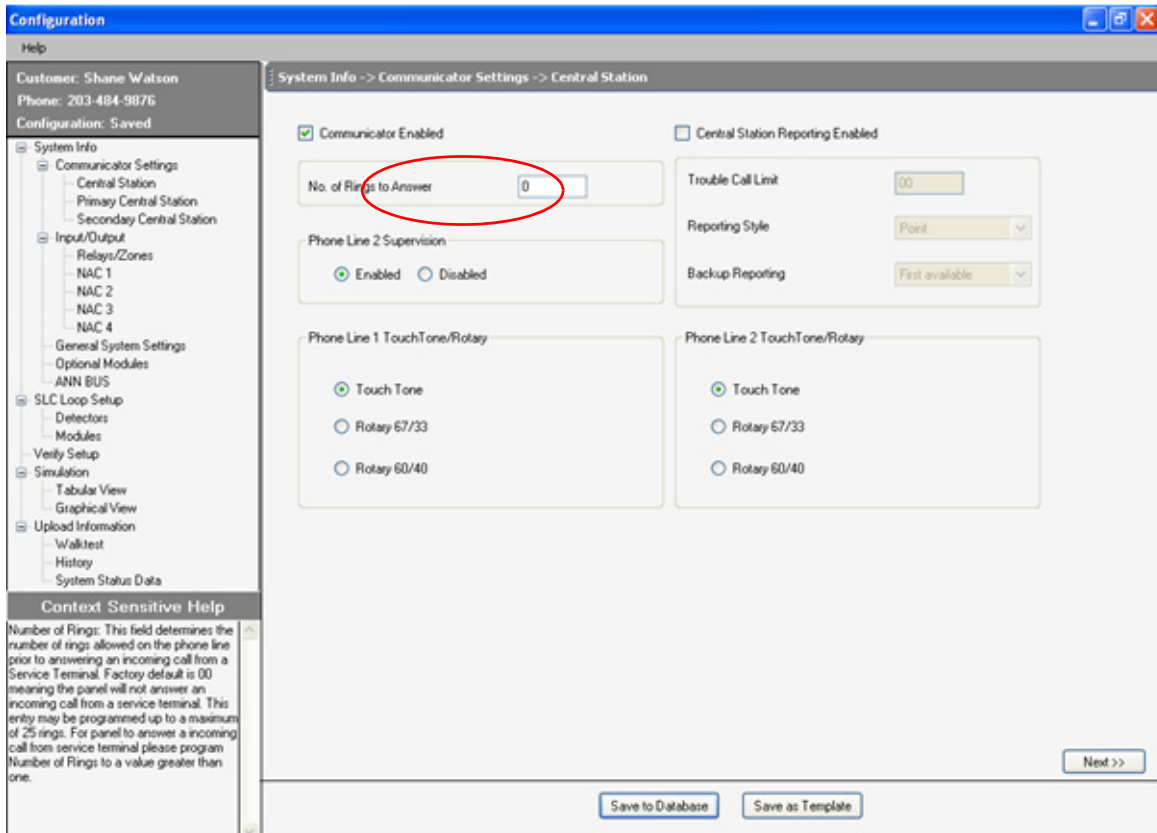 Configuration
Help
Customer: Shane Watson
Phone: 203-484-9876
Configuration: Saved
System Info
Communicator Settings
Central Station
Primary Central Station
Secondary Central Station
Input/Output
Relays/Zones
NAC 1
NAC 2
NAC 3
NAC 4
General System Settings
Optional Modules
ANN BUS
SLC Loop Setup
Detectors
Modules
Verify Setup
Simulation
Tabular View
Graphical View
Upload Information
Walktest
History
System Status Data
Context Sensitive Help
Number of Rings: This field determines the
number of rings allowed on the phone line
prior to answering an incoming call from a
Service Terminal. Factory default is 00
meaning the panel will not answer an
incoming call from a service terminal. This
entry may be programmed up to a maximum
of 25 rings. For panel to answer a incoming
call from service terminal please program
Number of Rings to a value greater than
one.
System Info -> Communicator Settings -> Central Station
Communicator Enabled
No. of Rings to Answer 0
Phone Line 2 Supervision
Enabled Disabled
Central Station Reporting Enabled
Trouble Call Limit 00
Reporting Style Point
Backup Reporting First available
Phone Line 1 TouchTone/Rotary
Touch Tone
Rotary 67/33
Rotary 60/40
Phone Line 2 TouchTone/Rotary
Touch Tone
Rotary 67/33
Rotary 60/40
Next >>
Save to Database Save as Template